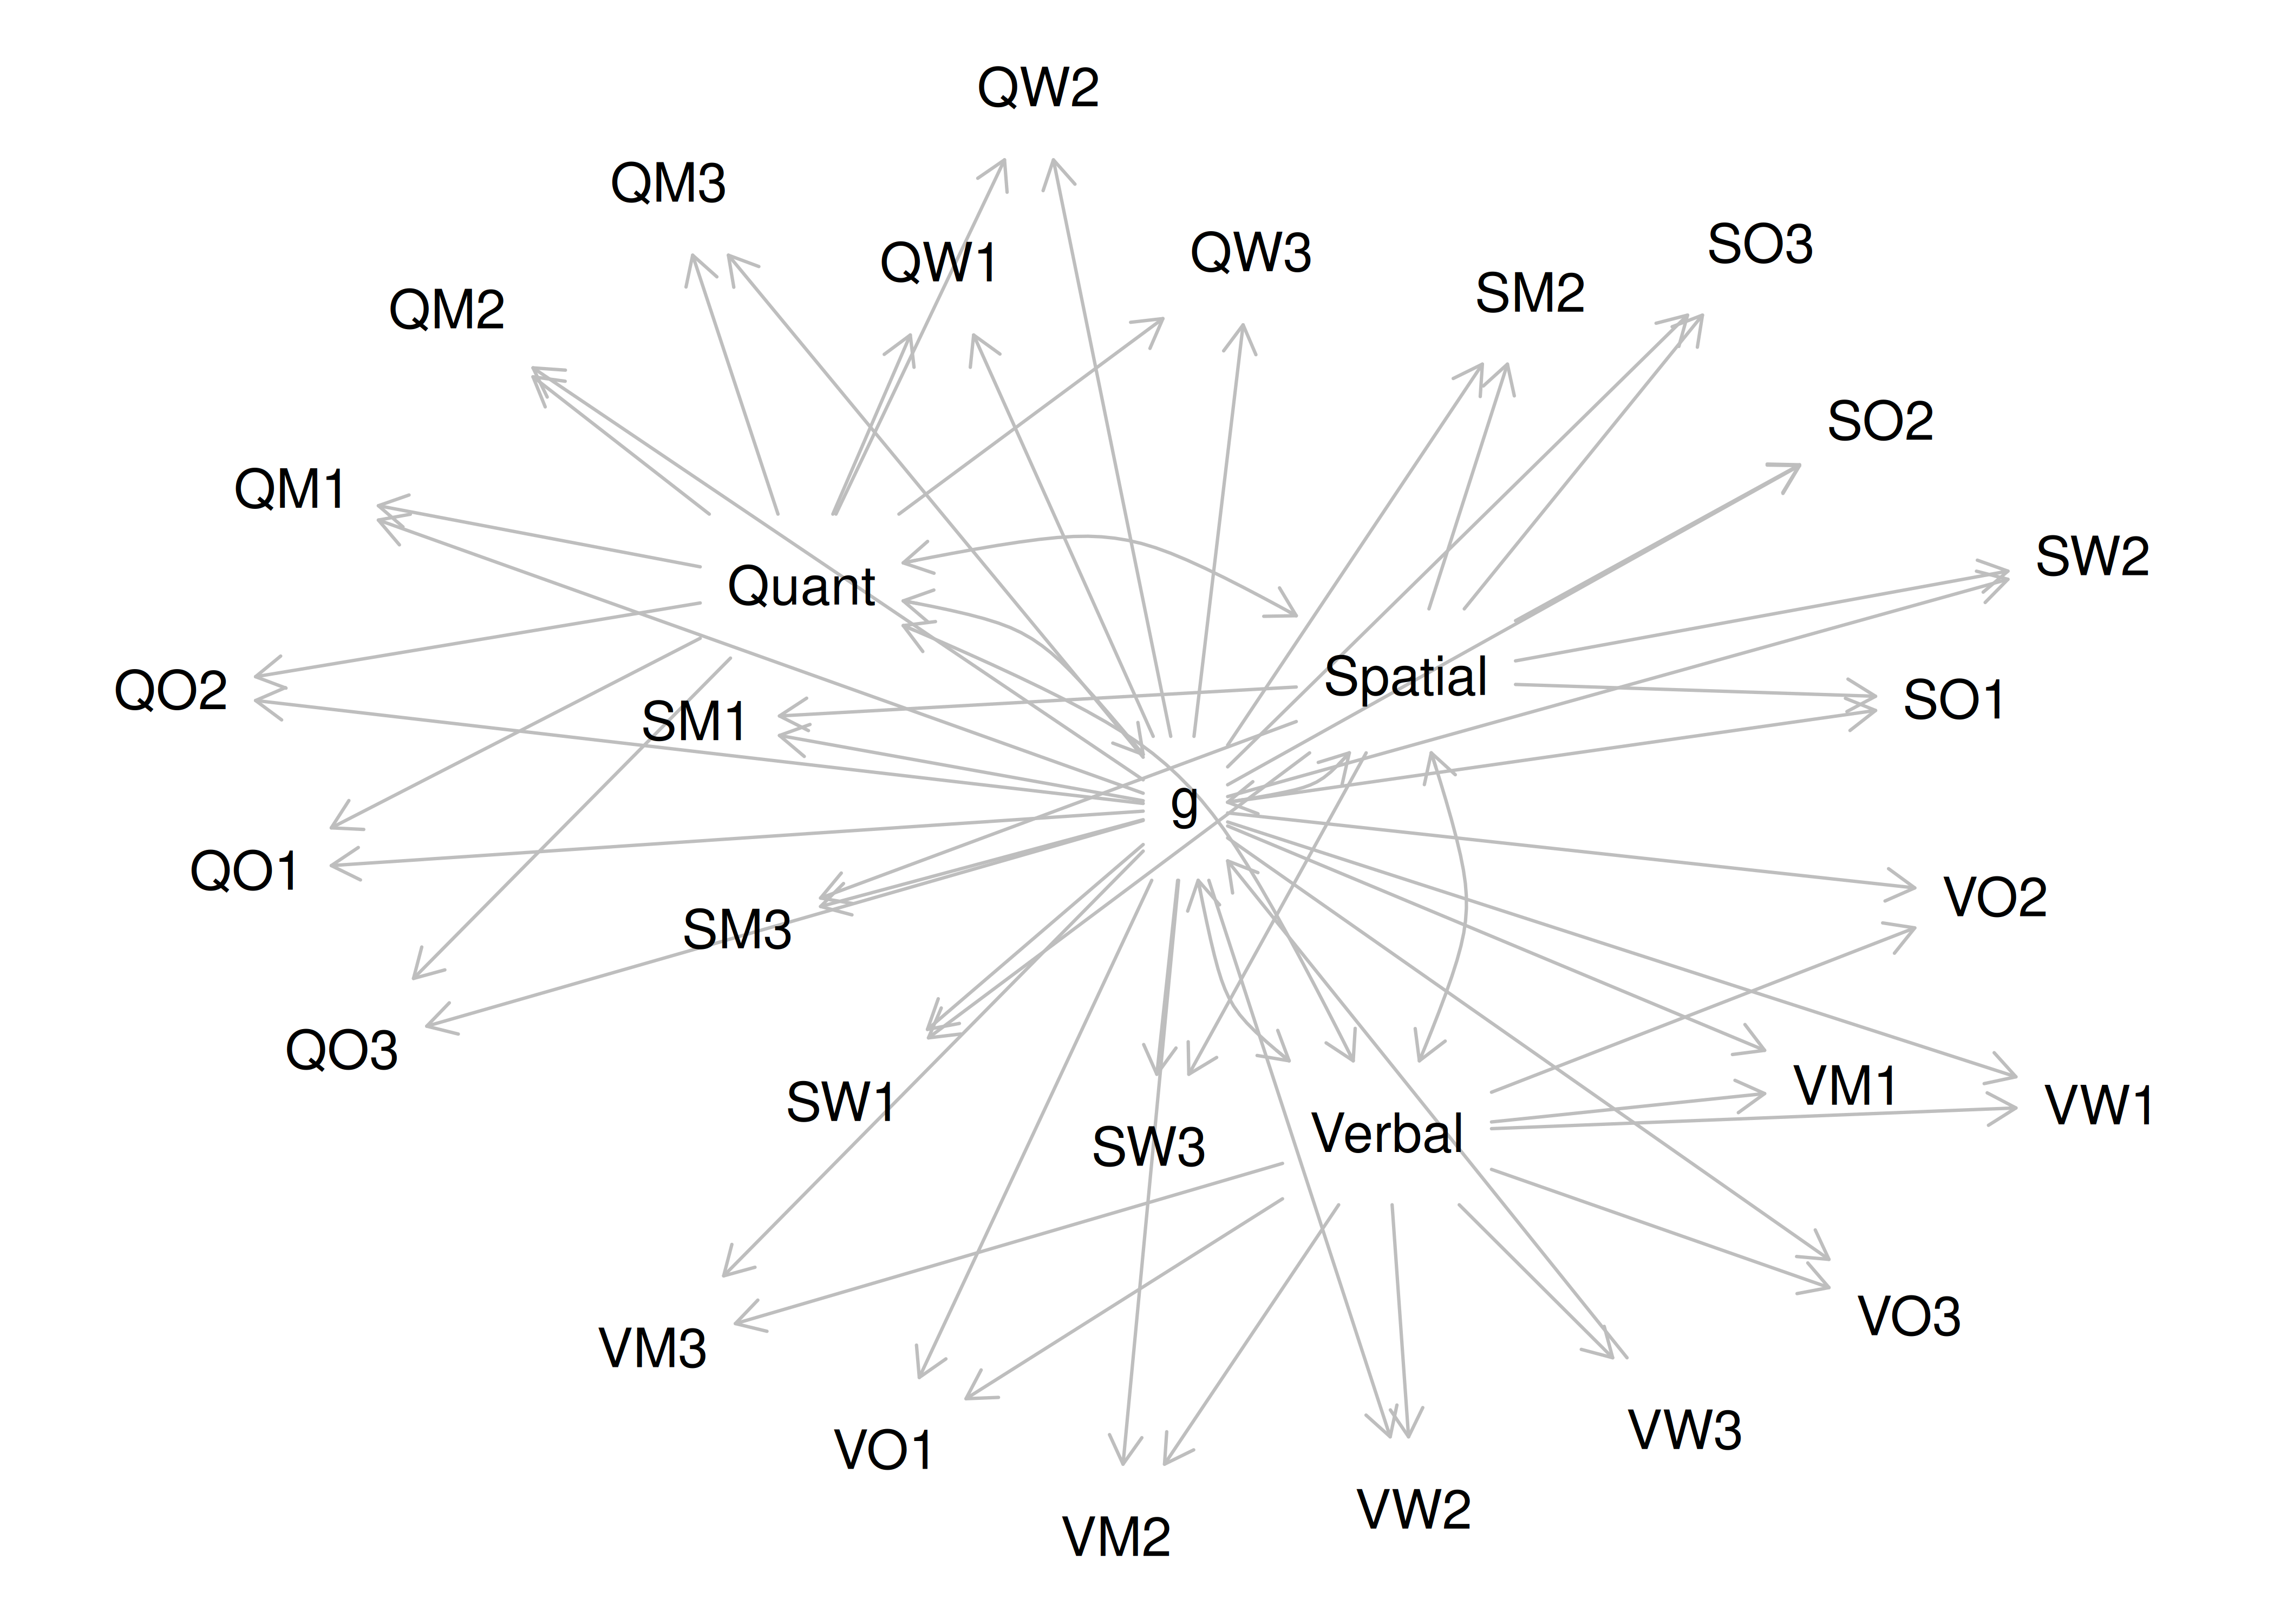 QW2
QM3
QW1
QW3
SO3
SM2
QM2
SO2
QM1
SW2
Quant
Spatial
QO2
SM1
SO1
g
QO1
VO2
SM3
QO3
SW1
VM1
VW1
SW3
Verbal
VO3
VM3
VW3
VO1
VW2
VM2